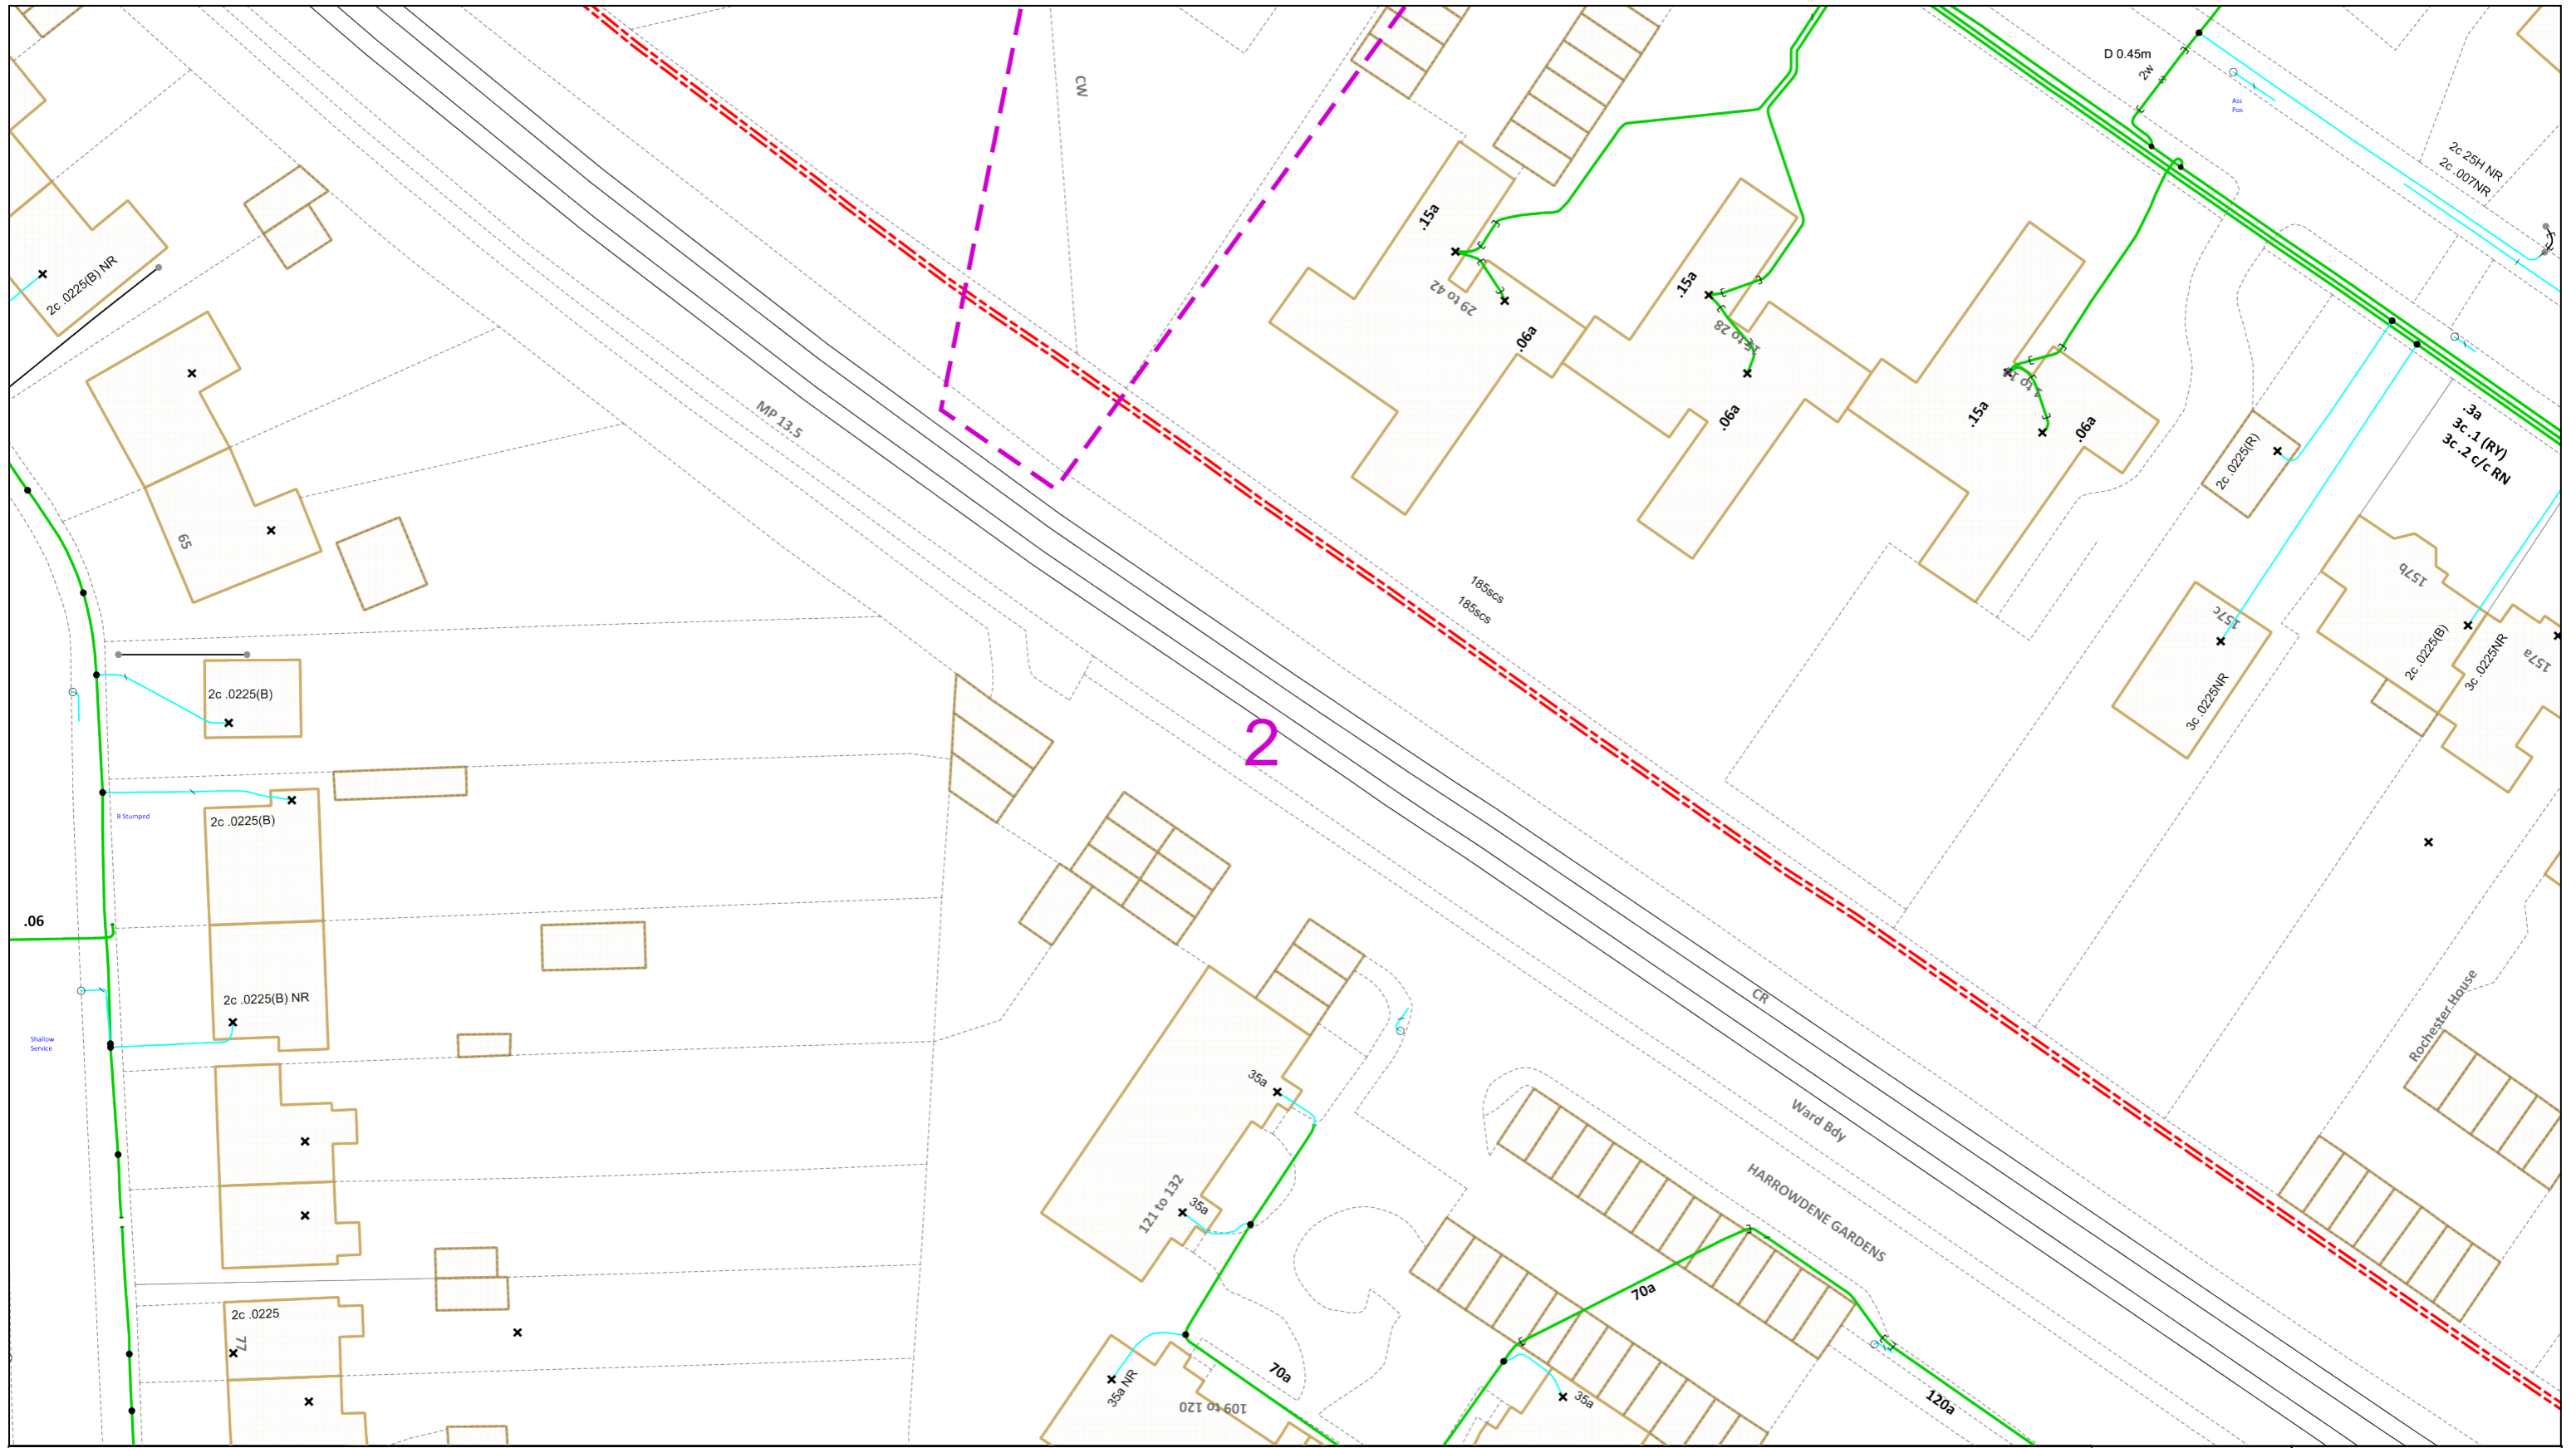 D 0.45m
2w
CW
Ass
Pos
2c 25H NR
2c .007NR
.15a
2c .0225(B) NR
.15a
29 to 42
.06a
.06a
.15a
.06a
.3a
3c .1 (RY)
3c .2 c/c RN
MP 13.5
2c .0225(R)
65
157b
185scs
185scs
157c
2c .0225(B)
3c .0225NR
157a
3c .0225NR
2c .0225(B)
2
B Stumped
2c .0225(B)
.06
2c .0225(B) NR
CR
Rochester House
Shallow
Service
35a
Ward Bdy
121 to 132
35a
HARROWDENE GARDENS
70a
2c .0225
77
70a
35a NR
109 to 120
35a
120a